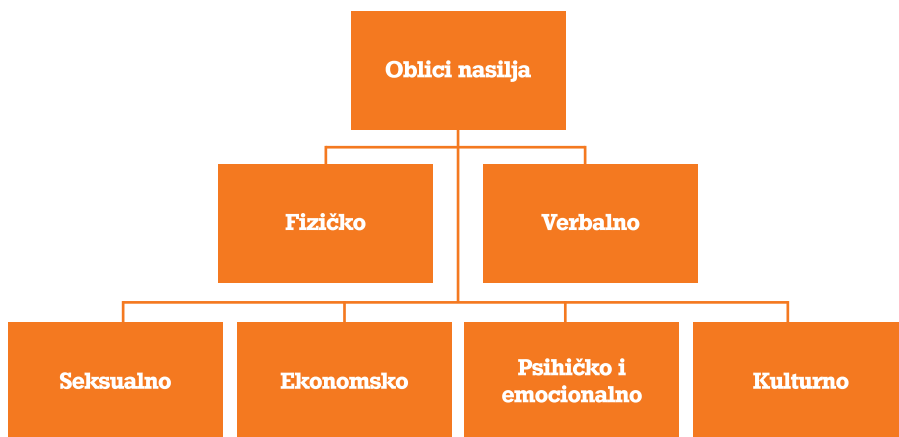 Oblici nasilja
Fizičko
Verbalno
Seksualno
Ekonomsko
Psihičko i
emocionalno
Kulturno